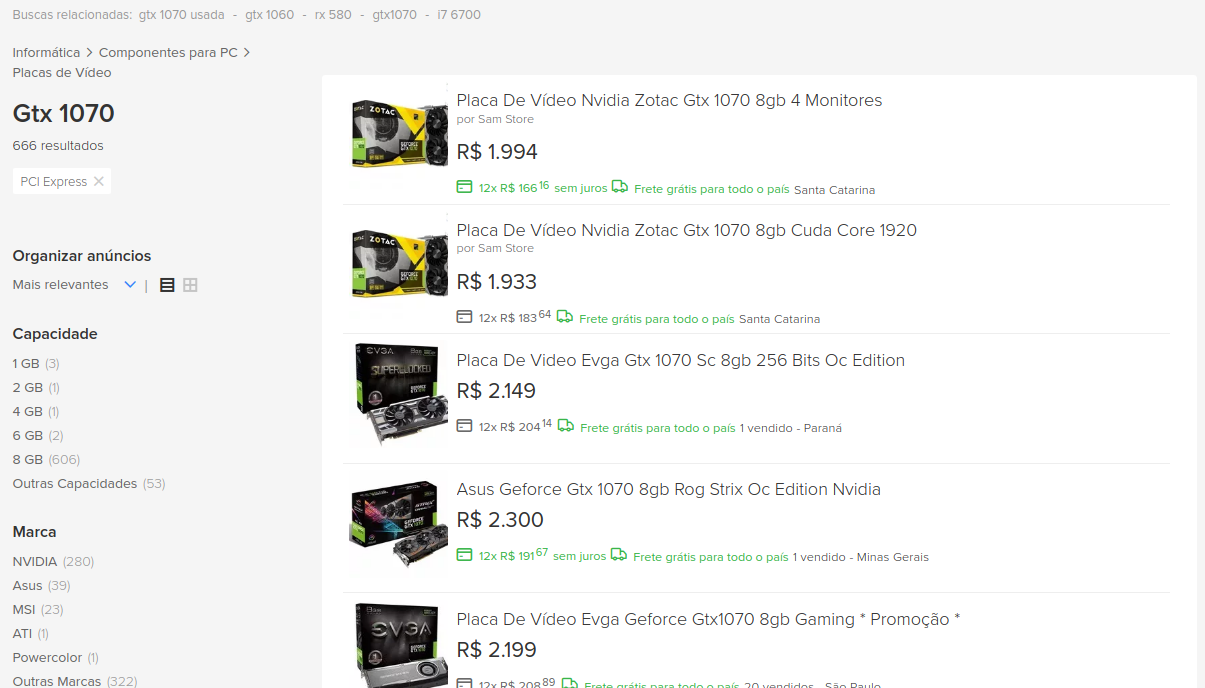 Buscas relacionadas: gtx 1070 usada - gtx 1060 - rx 580 - gtx1070 - i7 6700
Informática > Componentes para PC >
Placas de Vídeo
Gtx 1070
666 resultados
PCI Express ×
Organizar anúncios
Mais relevantes |
Capacidade
1 GB (3)
2 GB (1)
4 GB (1)
6 GB (2)
8 GB (606)
Outras Capacidades (53)
Marca
NVIDIA (280)
Asus (39)
MSI (23)
ATI (1)
Powercolor (1)
Outras Marcas (322)
ZOTAC
Placa De Vídeo Nvidia Zotac Gtx 1070 8gb 4 Monitores
por Sam Store
R$ 1.994
12x R$ 166 16 sem juros Frete grátis para todo o país Santa Catarina
ZOTAC
Placa De Vídeo Nvidia Zotac Gtx 1070 8gb Cuda Core 1920
por Sam Store
R$ 1.933
12x R$ 183 64 Frete grátis para todo o país Santa Catarina
EVGA
SUPERCLOCKED
Placa De Video Evga Gtx 1070 Sc 8gb 256 Bits Oc Edition
R$ 2.149
12x R$ 204 14 Frete grátis para todo o país 1 vendido - Paraná
Asus Geforce Gtx 1070 8gb Rog Strix Oc Edition Nvidia
R$ 2.300
12x R$ 191 67 sem juros Frete grátis para todo o país 1 vendido - Minas Gerais
EVGA
Placa De Vídeo Evga Geforce Gtx1070 8gb Gaming * Promoção *
R$ 2.199
12x R$ 208 89 Frete grátis para todo o país 20 vendidos - São Paulo